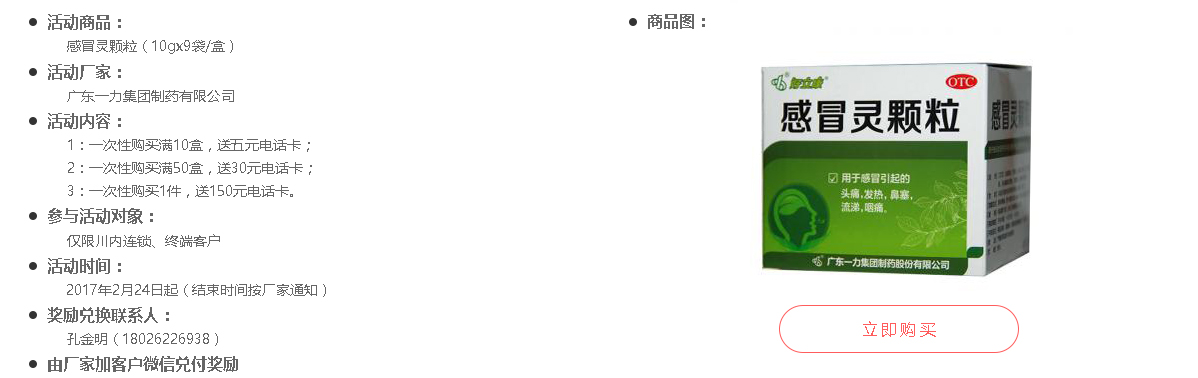 活动商品：
感冒灵颗粒（10gx9袋/盒）
活动厂家：
广东一力集团制药有限公司
活动内容：
1：一次性购买满10盒，送五元电话卡；
2：一次性购买满50盒，送30元电话卡；
3：一次性购买1件，送150元电话卡。
参与活动对象：
仅限川内连锁、终端客户
活动时间：
2017年2月24日起（结束时间按厂家通知）
奖励兑换联系人：
孔金明（18026226938）
由厂家加客户微信兑付奖励
商品图：
好立康®
OTC
感冒灵颗粒
感冒灵颗
☑用于感冒引起的
头痛，发热，鼻塞，
流涕，咽痛。
广东一力集团制药股份有限公司
立即购买